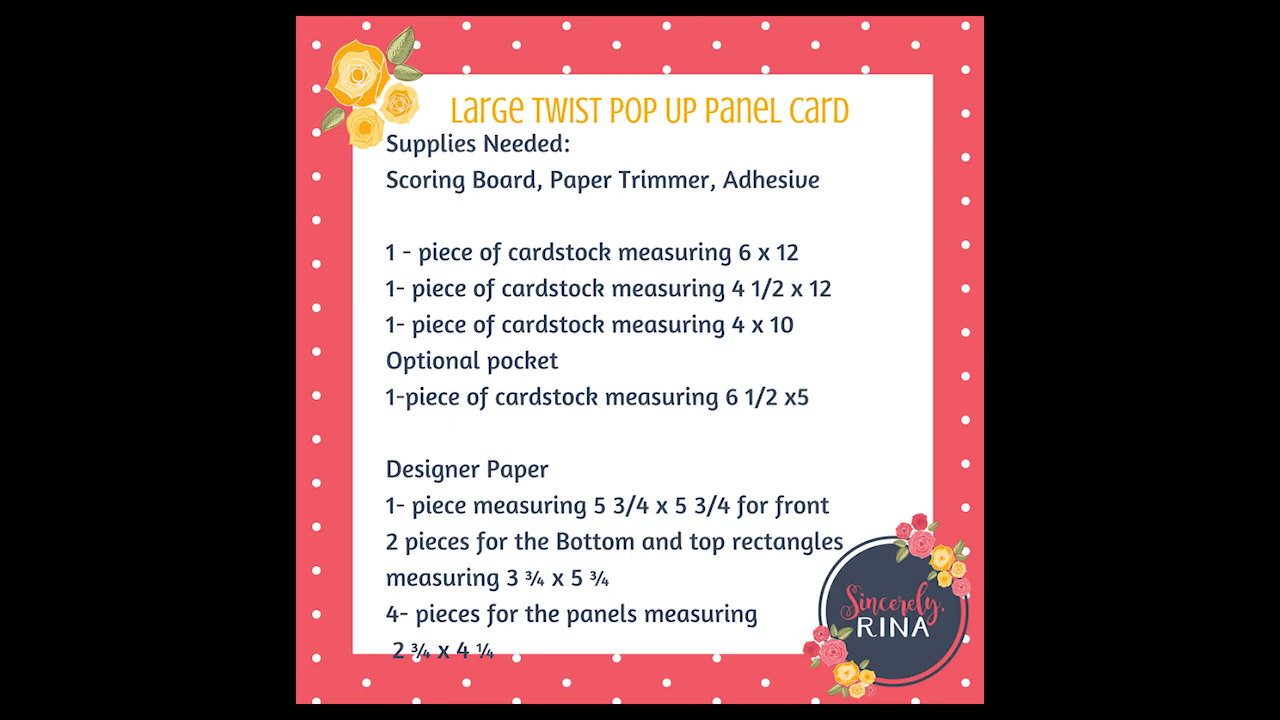 Large Twist Pop Up Panel Card
Supplies Needed:
Scoring Board, Paper Trimmer, Adhesive
1 - piece of cardstock measuring 6 x 12
1- piece of cardstock measuring 4 1/2 x 12
1- piece of cardstock measuring 4 x 10
Optional pocket
1-piece of cardstock measuring 6 1/2 x5
Designer Paper
1- piece measuring 5 3/4 x 5 3/4 for front
2 pieces for the Bottom and top rectangles
measuring 3 ¾ x 5 ¾
4- pieces for the panels measuring
2 ¾ x 4 ¼
Sincerely,
RINA